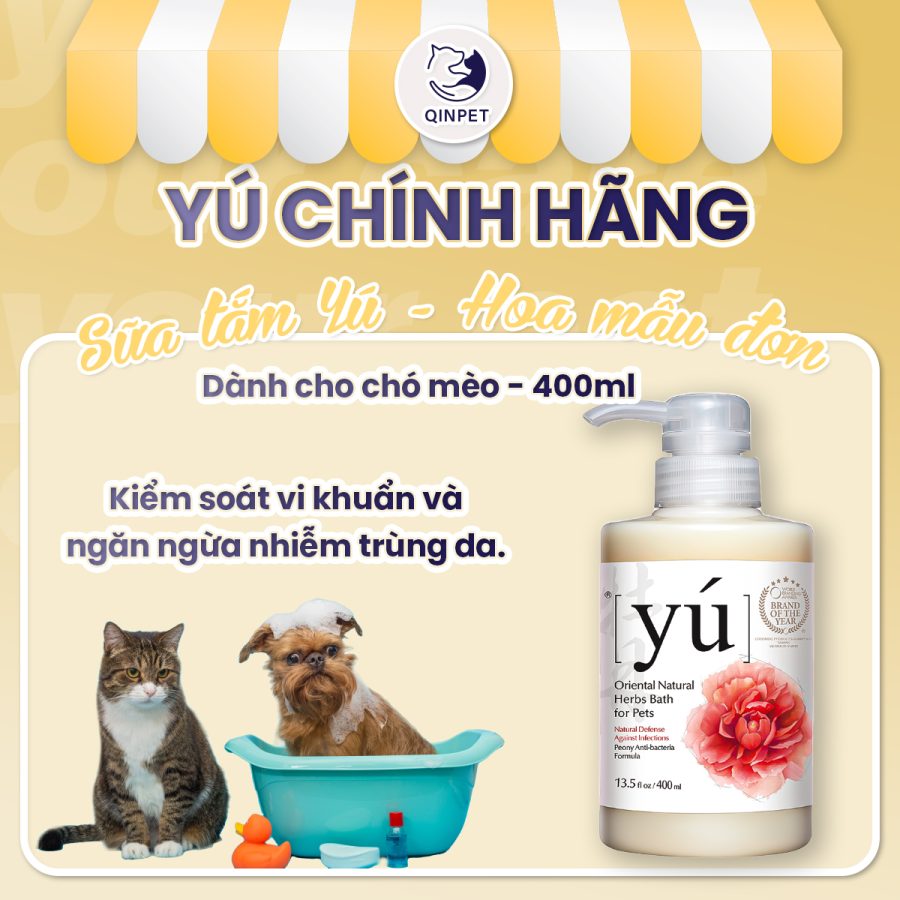 QINPET
YÚ CHÍNH HÃNG
Sữa tắm Yú - Hoa mẫu đơn
Dành cho chó mèo - 400ml
Kiểm soát vi khuẩn và
ngăn ngừa nhiễm trùng da.
[yú]
®
BRAND
OF THE
YEAR
Oriental Natural
Herbs Bath
for Pets
Natural Defense
Against Infections
Peony Anti-bacteria
Formula
13.5 fl oz/400 ml